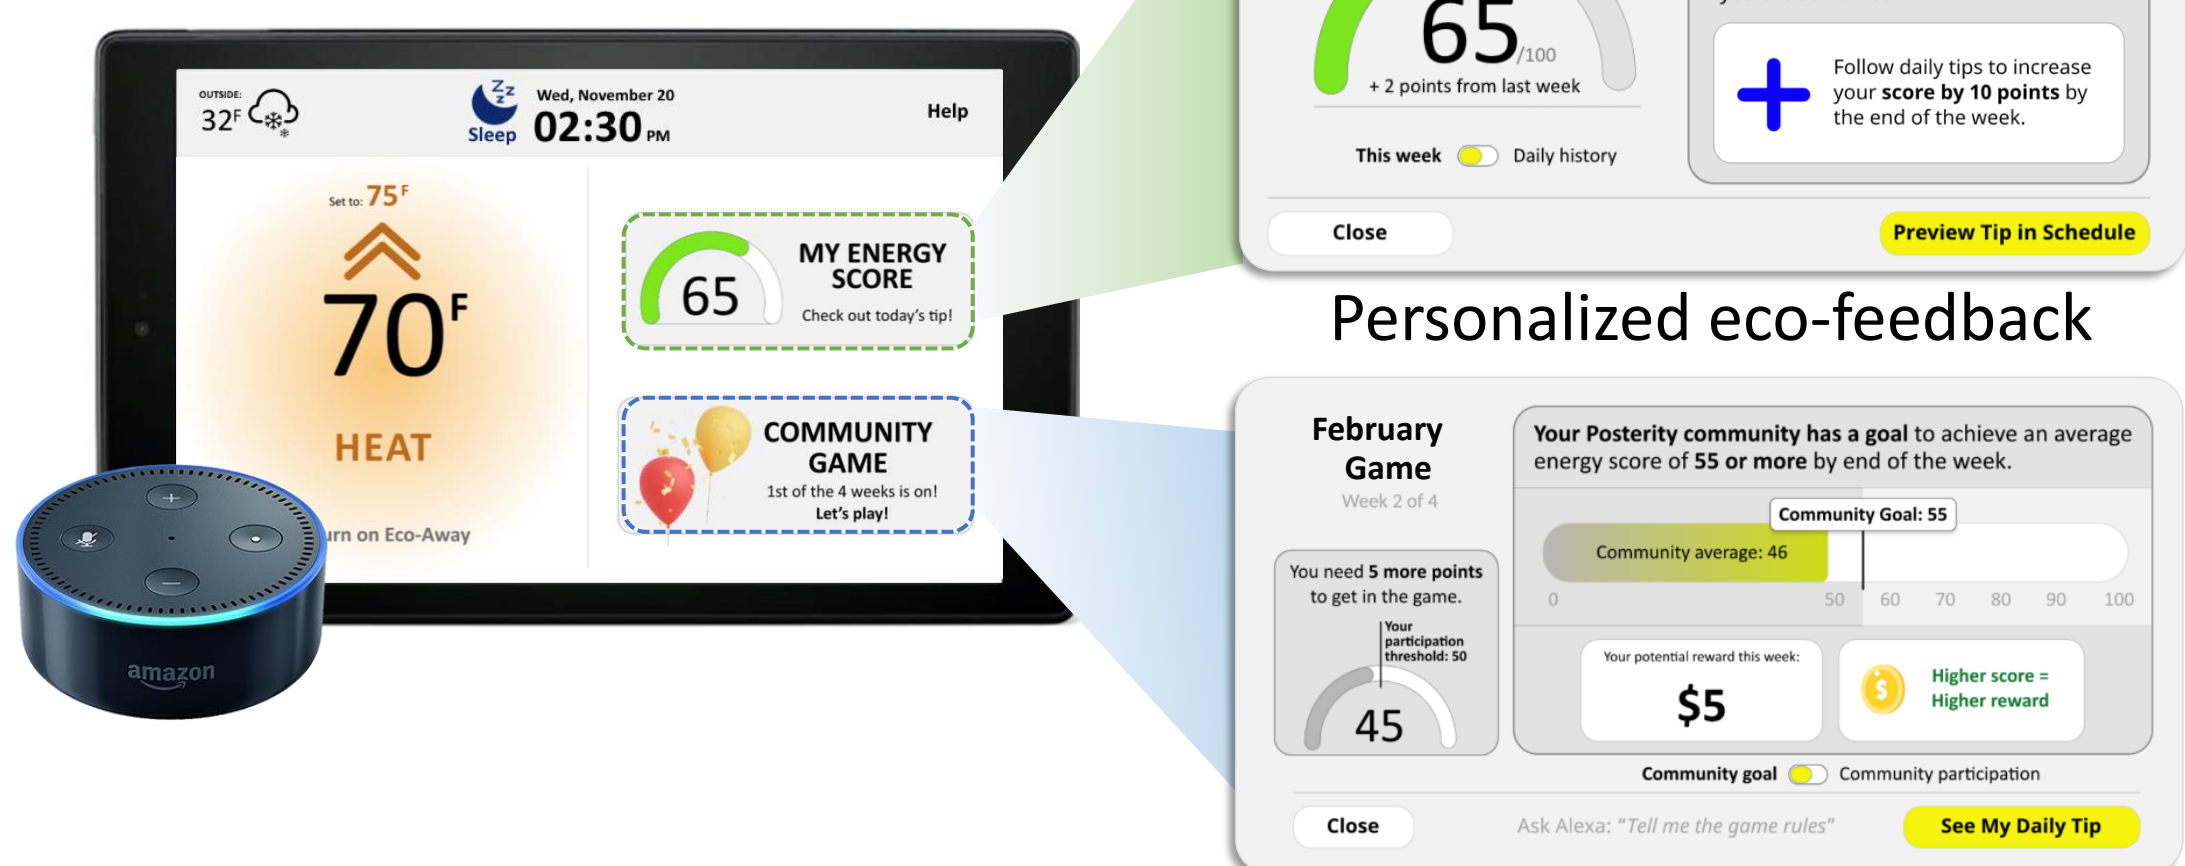 OUTSIDE:
32F
Zzz
Sleep
Wed, November 20
02:30 PM
Help
Set to: 75F
70F
HEAT
urn on Eco-Away
65
MY ENERGY
SCORE
Check out today's tip!
COMMUNITY
GAME
1st of the 4 weeks is on!
Let's play!
amazon
65/100
+ 2 points from last week
This week
Daily history
Follow daily tips to increase
your score by 10 points by
the end of the week.
Close
Preview Tip in Schedule
Personalized eco-feedback
February
Game
Week 2 of 4
You need 5 more points
to get in the game.
Your
participation
threshold: 50
45
Your Posterity community has a goal to achieve an average
energy score of 55 or more by end of the week.
Community Goal: 55
Community average: 46
0 50 60 70 80 90 100
Your potential reward this week:
$5
$
Higher score =
Higher reward
Community goal
Community participation
Close
Ask Alexa: “Tell me the game rules”
See My Daily Tip